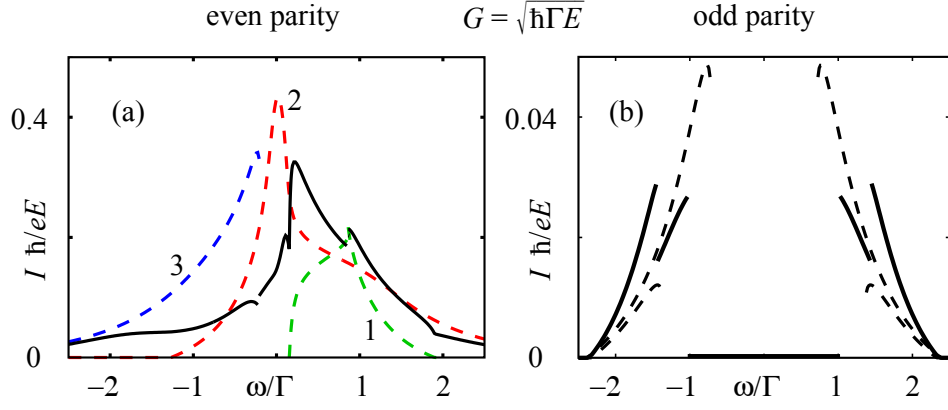 even parity G = √ħΓE odd parity
(a) 2 (b)
0.4 0.04
I ħ/eE I ħ/eE
3
1
0 0
−2 −1 ω/Γ 1 2 −2 −1 ω/Γ 1 2